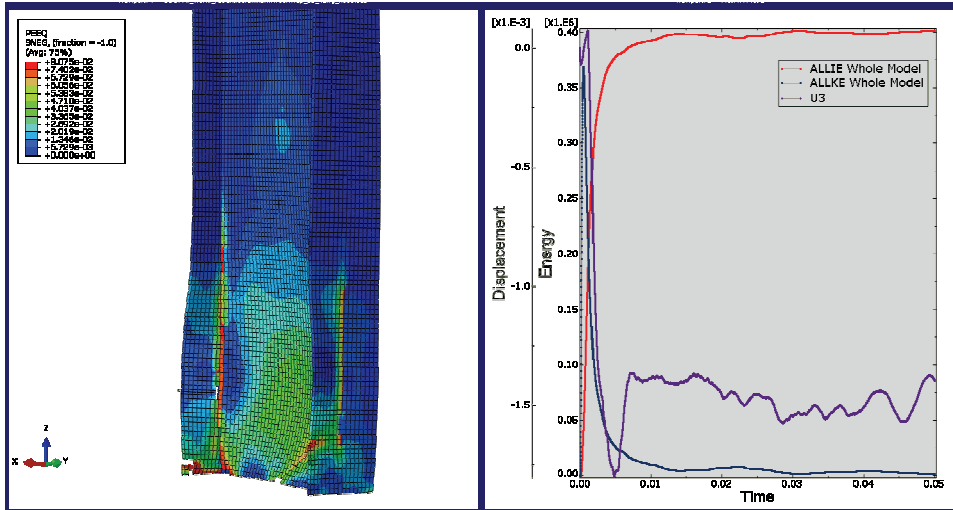 PEEQ
SNEG, (fraction = -1.0)
(Avg: 75%)
+8.075e-02
+7.402e-02
+6.729e-02
+6.056e-02
+5.383e-02
+4.710e-02
+4.037e-02
+3.365e-02
+2.692e-02
+2.019e-02
+1.346e-02
+6.729e-03
+0.000e+00
Z
X
Y
[x1.E-3]
[x1.E6]
0.0
-0.5
-1.0
-1.5
Displacement
Energy
0.40
0.35
0.30
0.25
0.20
0.15
0.10
0.05
0.00
ALLIE Whole Model
ALLKE Whole Model
U3
0.00
0.01
0.02
0.03
0.04
0.05
Time